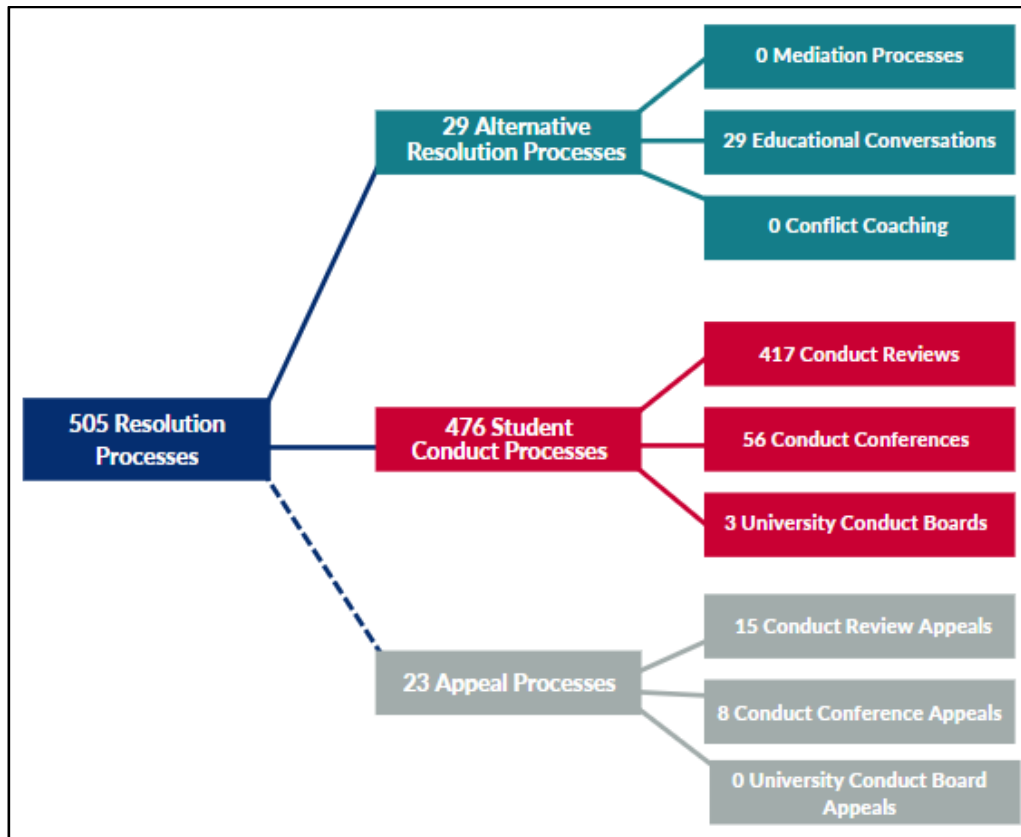 0 Mediation Processes
29 Alternative
Resolution Processes
29 Educational Conversations
0 Conflict Coaching
417 Conduct Reviews
505 Resolution
Processes
476 Student
Conduct Processes
56 Conduct Conferences
3 University Conduct Boards
15 Conduct Review Appeals
23 Appeal Processes
8 Conduct Conference Appeals
0 University Conduct Board
Appeals